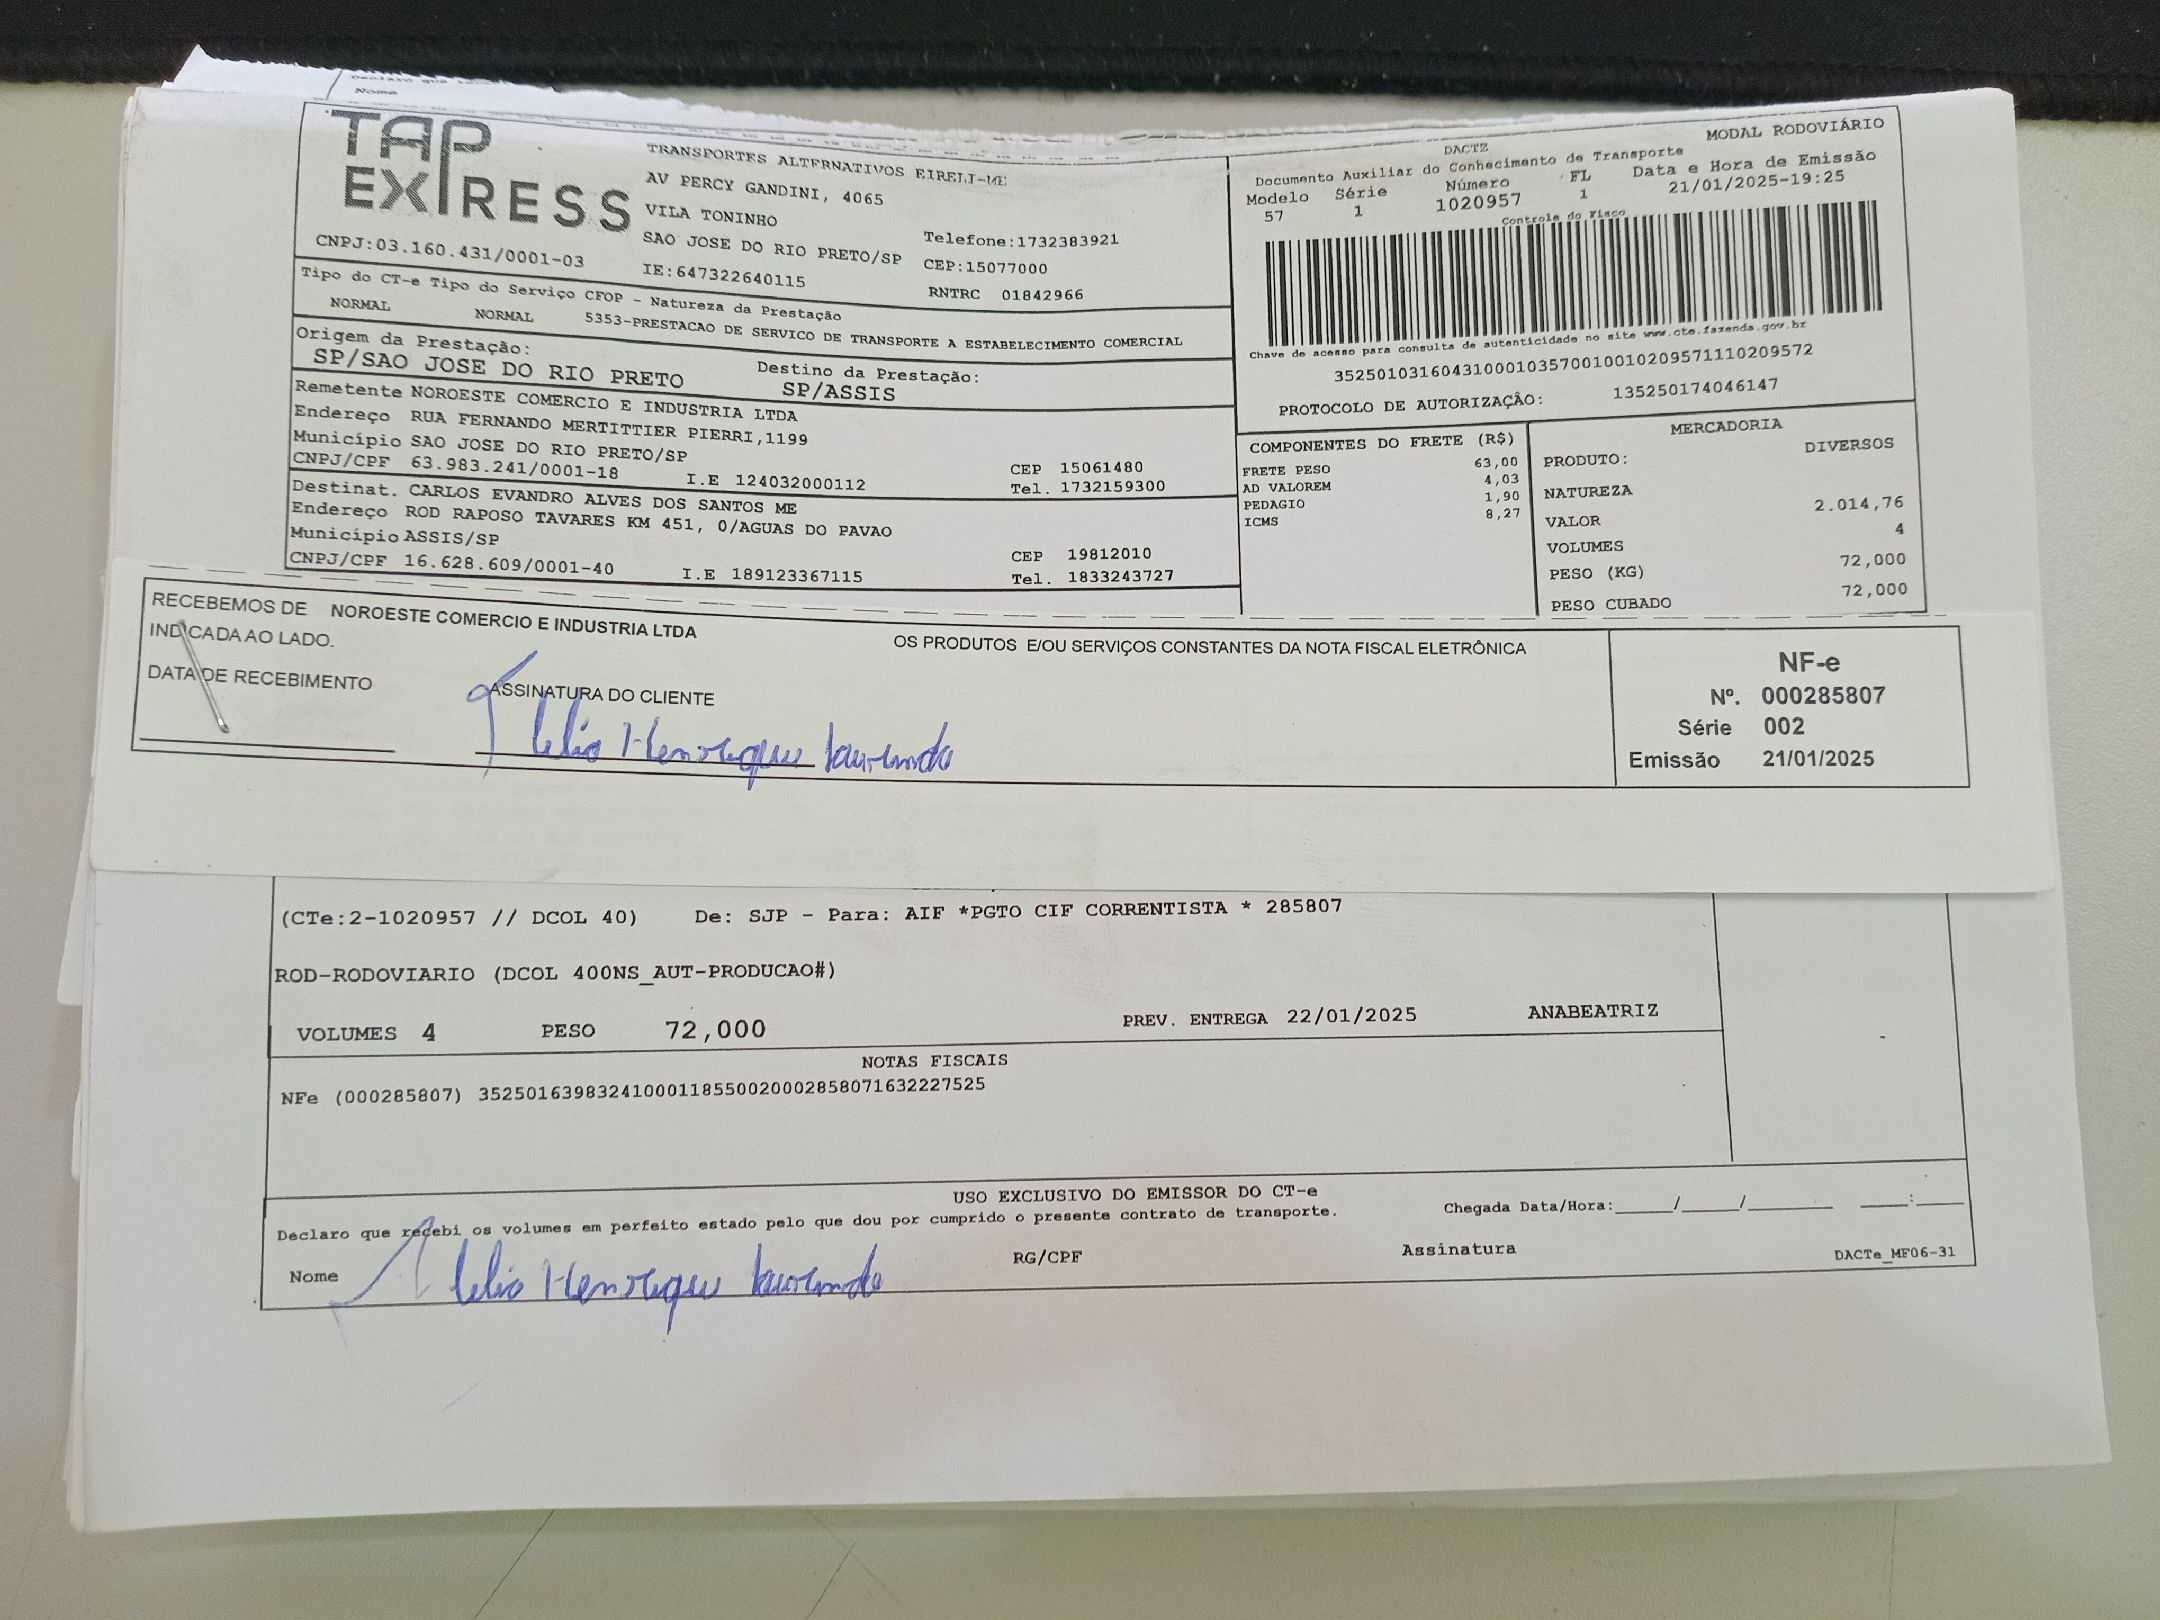 Nome
TAP EXPRESS
TRANSPORTES ALTERNATIVOS EIRELI-ME
AV PERCY GANDINI, 4065
VILA TONINHO
SAO JOSE DO RIO PRETO/SP
Telefone:1732383921
CNPJ:03.160.431/0001-03
IE:647322640115
CEP:15077000
RNTRC 01842966
Tipo do CT-e Tipo do Serviço CFOP - Natureza da Prestação
NORMAL NORMAL 5353-PRESTACAO DE SERVICO DE TRANSPORTE A ESTABELECIMENTO COMERCIAL
Origem da Prestação:
SP/SAO JOSE DO RIO PRETO
Destino da Prestação:
SP/ASSIS
Remetente NOROESTE COMERCIO E INDUSTRIA LTDA
Endereço RUA FERNANDO MERTITTIER PIERRI,1199
Município SAO JOSE DO RIO PRETO/SP CEP 15061480
CNPJ/CPF 63.983.241/0001-18 I.E 124032000112 Tel. 1732159300
Destinat. CARLOS EVANDRO ALVES DOS SANTOS ME
Endereço ROD RAPOSO TAVARES KM 451, 0/AGUAS DO PAVAO
Município ASSIS/SP CEP 19812010
CNPJ/CPF 16.628.609/0001-40 I.E 189123367115 Tel. 1833243727
DACTE MODAL RODOVIÁRIO
Documento Auxiliar do Conhecimento de Transporte
Modelo Série Número FL Data e Hora de Emissão
57 1 1020957 1 21/01/2025-19:25
Controle do Fisco
Chave de acesso para consulta de autenticidade no site www.cte.fazenda.gov.br
35250103160431000103570010010209571110209572
PROTOCOLO DE AUTORIZAÇÃO: 135250174046147
COMPONENTES DO FRETE (R$)
FRETE PESO 63,00
AD VALOREM 4,03
PEDAGIO 1,90
ICMS 8,27
MERCADORIA
PRODUTO: DIVERSOS
NATUREZA
VALOR 2.014,76
VOLUMES 4
PESO (KG) 72,000
PESO CUBADO 72,000
RECEBEMOS DE NOROESTE COMERCIO E INDUSTRIA LTDA OS PRODUTOS E/OU SERVIÇOS CONSTANTES DA NOTA FISCAL ELETRÔNICA
INDICADA AO LADO.
DATA DE RECEBIMENTO ASSINATURA DO CLIENTE
Henrique
NF-e
Nº. 000285807
Série 002
Emissão 21/01/2025
(CTe:2-1020957 // DCOL 40) De: SJP - Para: AIF *PGTO CIF CORRENTISTA * 285807
ROD-RODOVIARIO (DCOL 400NS_AUT-PRODUCAO#)
VOLUMES 4 PESO 72,000 PREV. ENTREGA 22/01/2025 ANABEATRIZ
NOTAS FISCAIS
NFe (000285807) 35250163983241000118550020002858071632227525
USO EXCLUSIVO DO EMISSOR DO CT-e
Declaro que recebi os volumes em perfeito estado pelo que dou por cumprido o presente contrato de transporte.
Chegada Data/Hora:_____/_____/_______ ____:____
Nome Henrique RG/CPF Assinatura DACTe_MF06-31